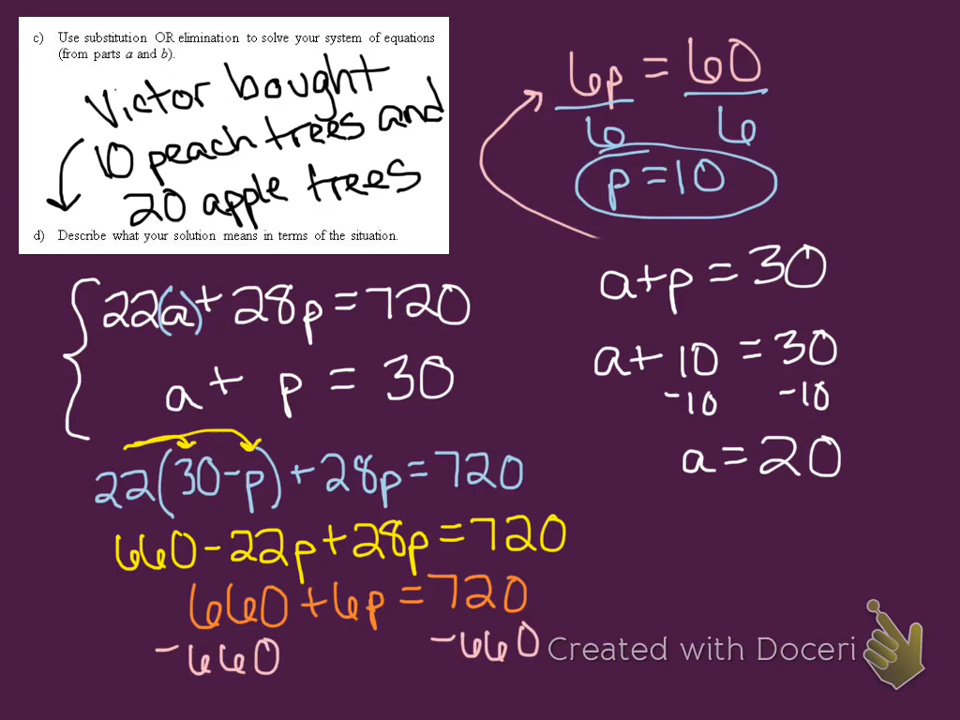 c) Use substitution OR elimination to solve your system of equations
(from parts a and b).
Victor bought
10 peach trees and
20 apple trees
d) Describe what your solution means in terms of the situation.
22(a) + 28p = 720
a + p = 30
22(30 - p) + 28p = 720
660 - 22p + 28p = 720
660 + 6p = 720
-660 -660
6p = 60
6 6
p = 10
a + p = 30
a + 10 = 30
-10 -10
a = 20
Created with Doceri